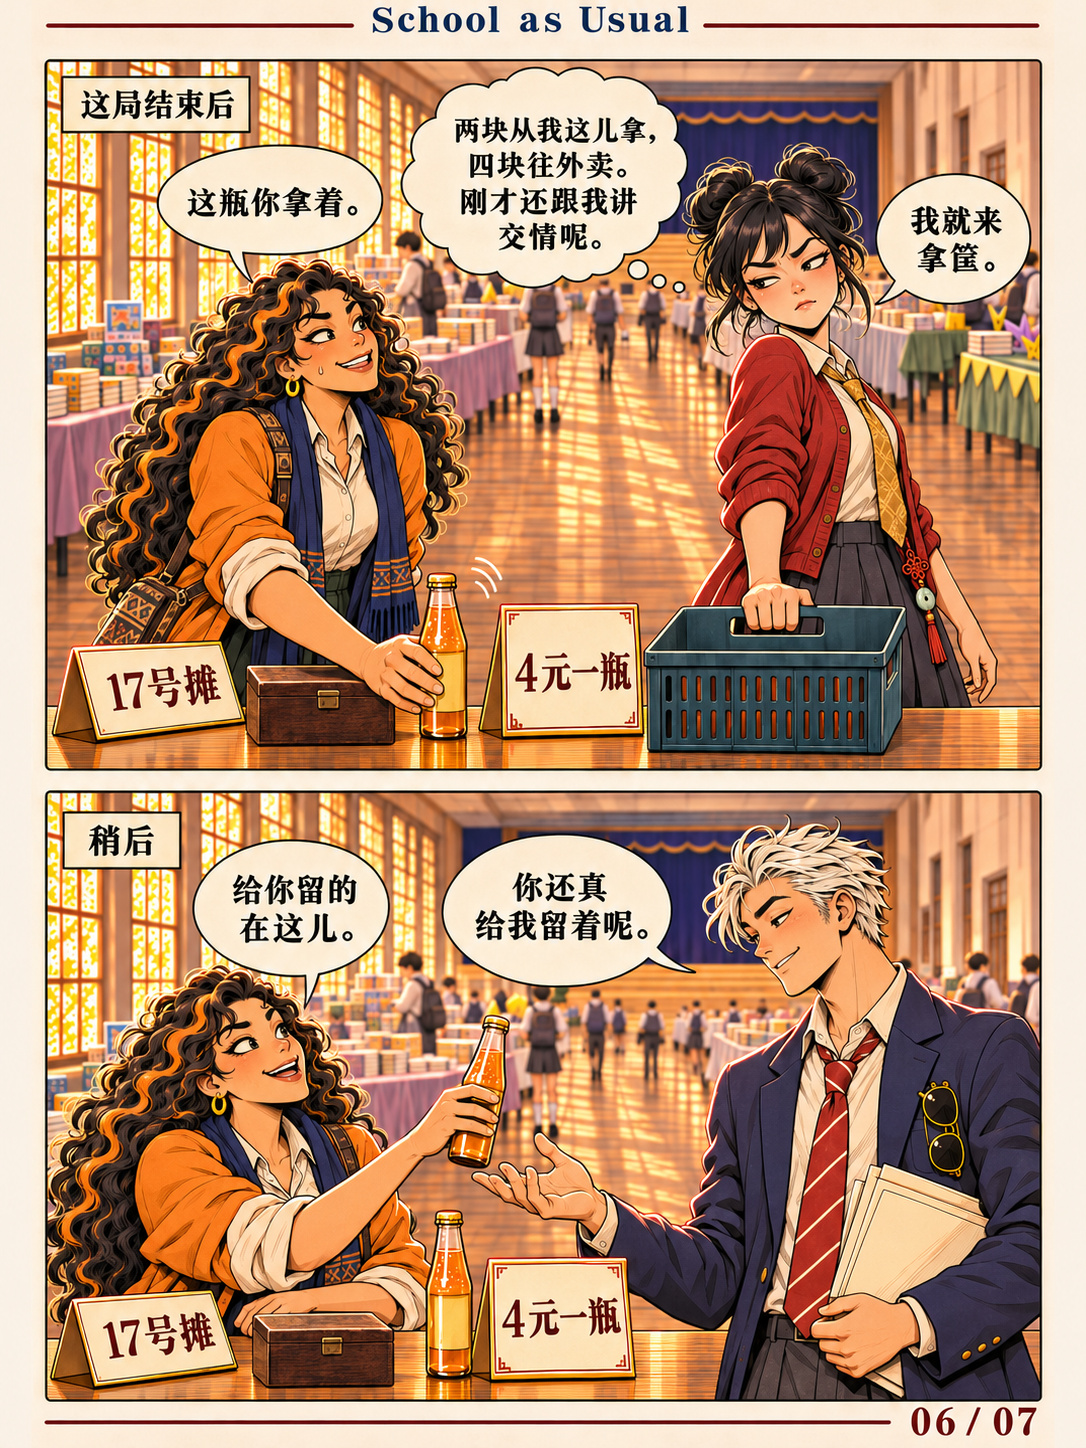 School as Usual
这局结束后
这瓶你拿着。
两块从我这儿拿，
四块往外卖。
刚才还跟我讲
交情呢。
我就来
拿筐。
17号摊
4元一瓶
稍后
给你留的
在这儿。
你还真
给我留着呢。
17号摊
4元一瓶
06 / 07